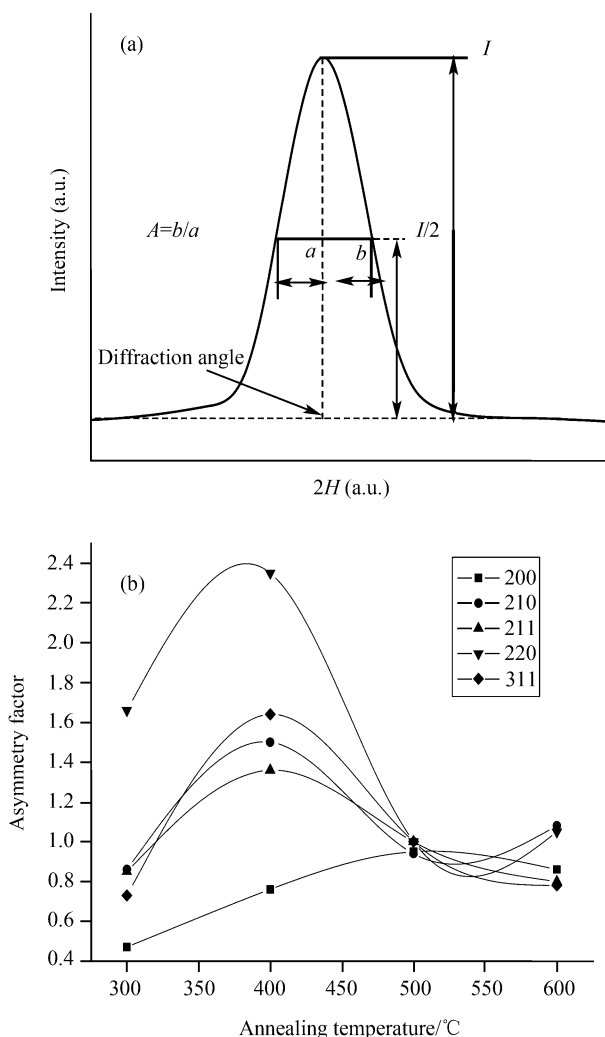 (a)
I
Intensity (a.u.)
A=b/a
I/2
a
b
Diffraction angle
2H (a.u.)
(b)
Asymmetry factor
2.4
2.2
2.0
1.8
1.6
1.4
1.2
1.0
0.8
0.6
0.4
200
210
211
220
311
300 350 400 450 500 550 600
Annealing temperature/℃